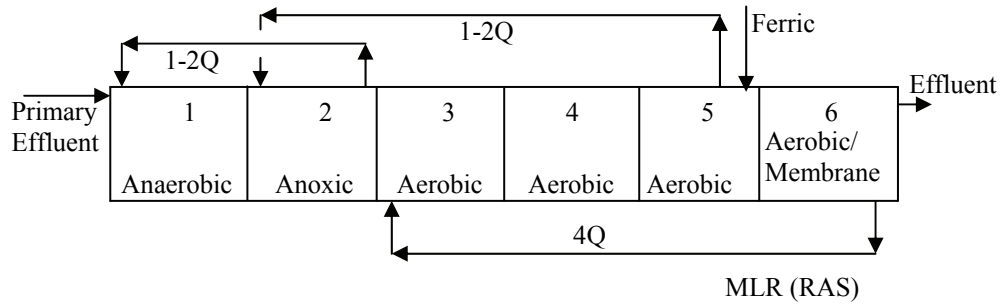 1-2Q
Ferric
1-2Q
Effluent
Primary
Effluent
1
2
3
4
5
6
Aerobic/
Membrane
Anaerobic
Anoxic
Aerobic
Aerobic
Aerobic
4Q
MLR (RAS)